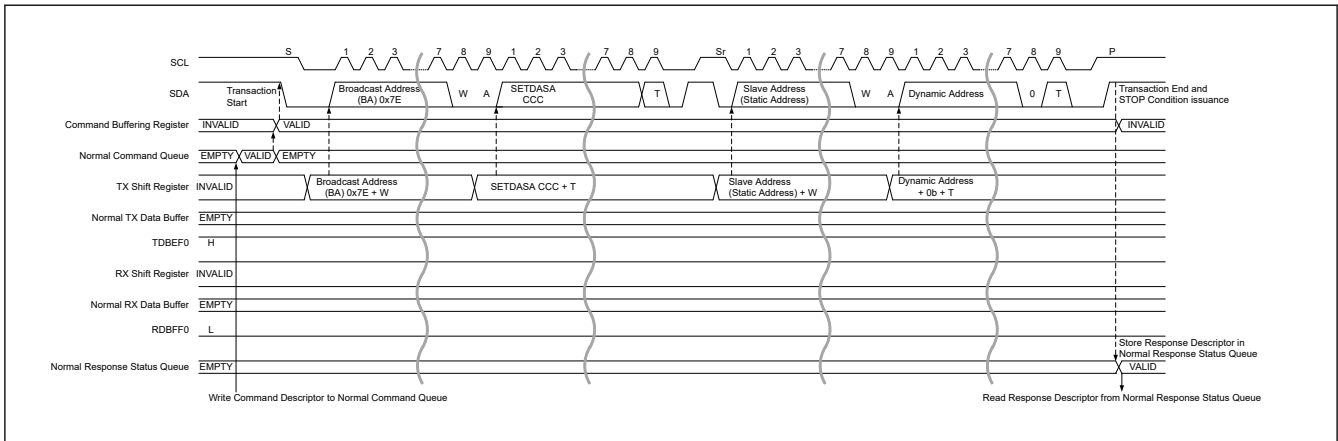 S 1 2 3 7 8 9 1 2 3 7 8 9 Sr 1 2 3 7 8 9 1 2 3 7 8 9 P
SCL
SDA
Transaction
Start
Broadcast Address
(BA) 0x7E
W A
SETDASA
CCC
T
Slave Address
(Static Address)
W A
Dynamic Address
0 T
Transaction End and
STOP Condition issuance
Command Buffering Register INVALID VALID INVALID
Normal Command Queue EMPTY VALID EMPTY
TX Shift Register INVALID
Broadcast Address
(BA) 0x7E + W
SETDASA CCC + T
Slave Address
(Static Address) + W
Dynamic Address
+ 0b + T
Normal TX Data Buffer EMPTY
TDBEF0 H
RX Shift Register INVALID
Normal RX Data Buffer EMPTY
RDBFF0 L
Store Response Descriptor in
Normal Response Status Queue
Normal Response Status Queue EMPTY VALID
Write Command Descriptor to Normal Command Queue
Read Response Descriptor from Normal Response Status Queue